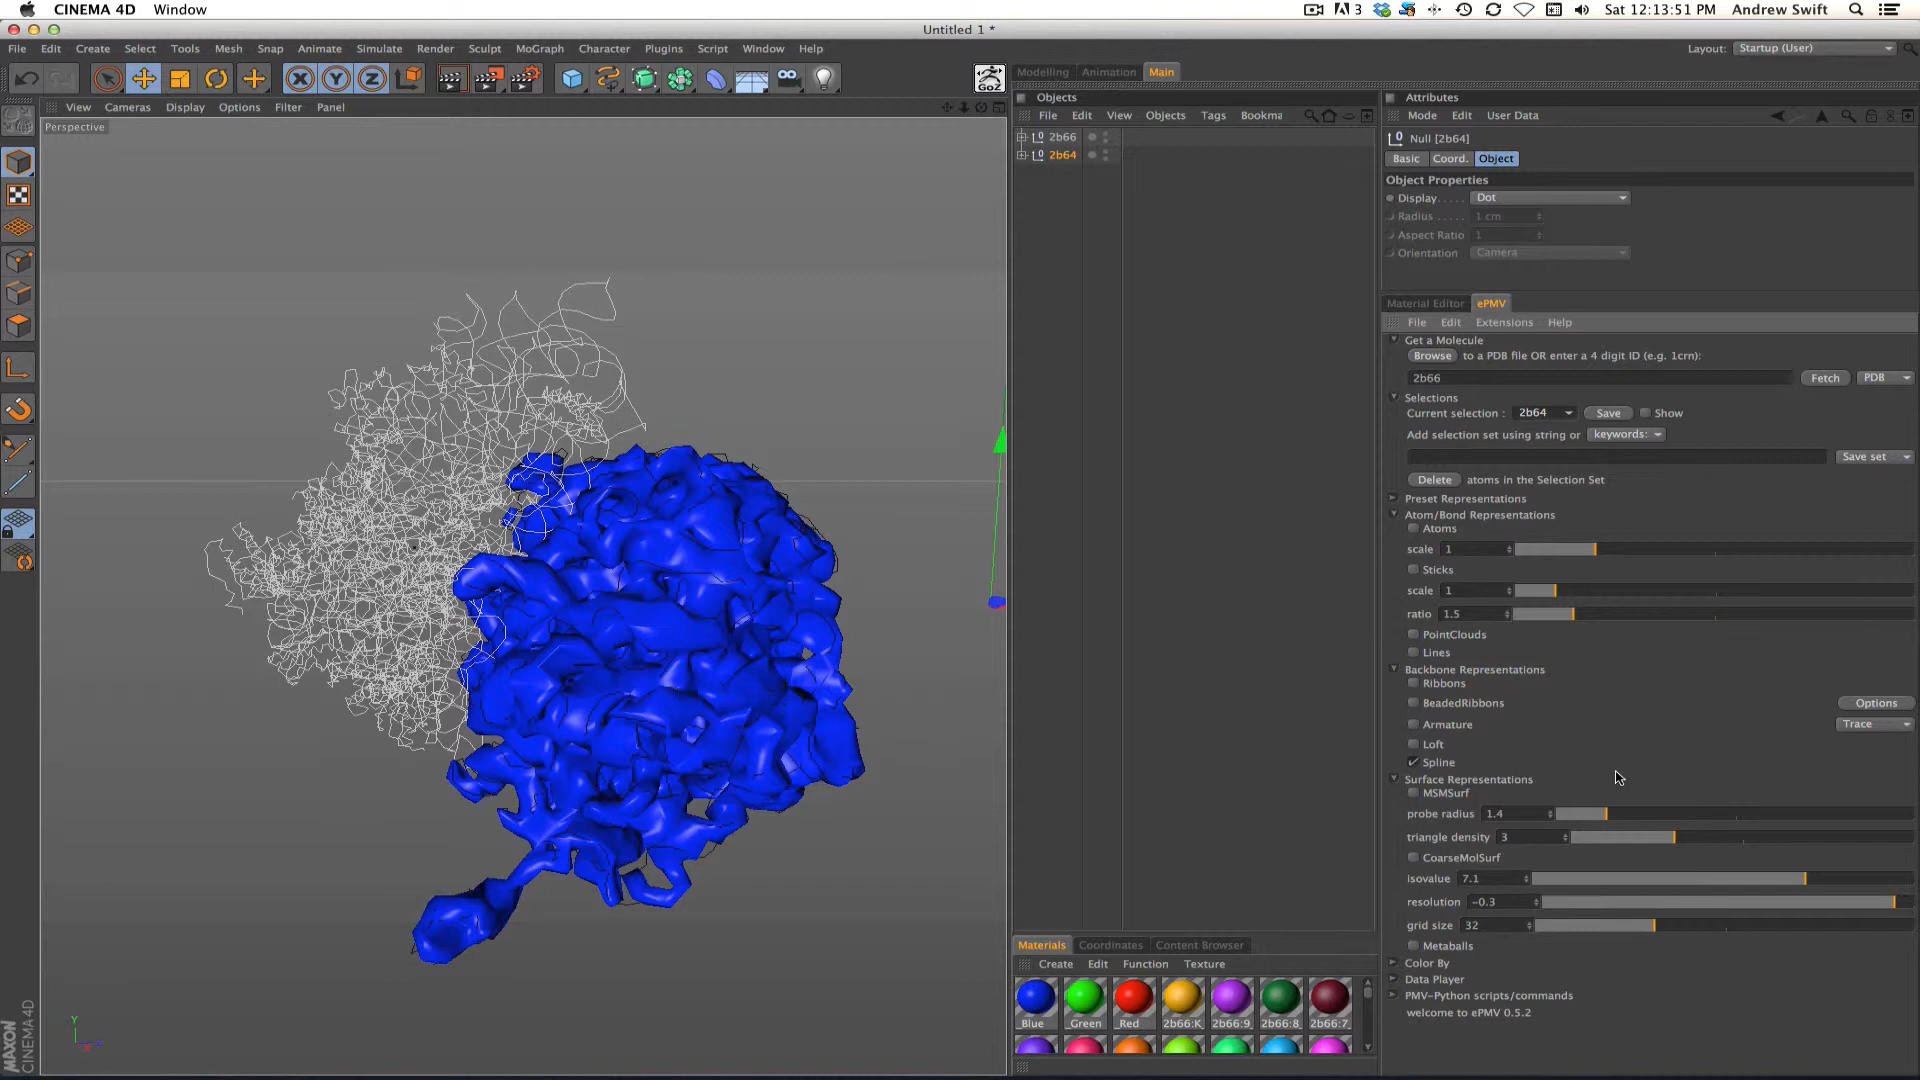 CINEMA 4D Window
3 Sat 12:13:51 PM Andrew Swift
Untitled 1 *
File Edit Create Select Tools Mesh Snap Animate Simulate Render Sculpt MoGraph Character Plugins Script Window Help
Layout: Startup (User)
X Y Z GoZ
Modelling Animation Main
View Cameras Display Options Filter Panel
Perspective
Objects
File Edit View Objects Tags Bookma
2b66
2b64
Attributes
Mode Edit User Data
Null [2b64]
Basic Coord. Object
Object Properties
Display Dot
Radius 1 cm
Aspect Ratio 1
Orientation Camera
Material Editor ePMV
File Edit Extensions Help
Get a Molecule
Browse to a PDB file OR enter a 4 digit ID (e.g. 1crn):
2b66 Fetch PDB
Selections
Current selection : 2b64 Save Show
Add selection set using string or keywords:
Save set
Delete atoms in the Selection Set
Preset Representations
Atom/Bond Representations
Atoms
scale 1
Sticks
scale 1
ratio 1.5
PointClouds
Lines
Backbone Representations
Ribbons
BeadedRibbons Options
Armature Trace
Loft
Spline
Surface Representations
MSMSurf
probe radius 1.4
triangle density 3
CoarseMolSurf
isovalue 7.1
resolution -0.3
grid size 32
Metaballs
Color By
Data Player
PMV-Python scripts/commands
welcome to ePMV 0.5.2
Materials Coordinates Content Browser
Create Edit Function Texture
Blue Green Red 2b66:K 2b66:9 2b66:8 2b66:7
Y
MAXON
CINEMA 4D